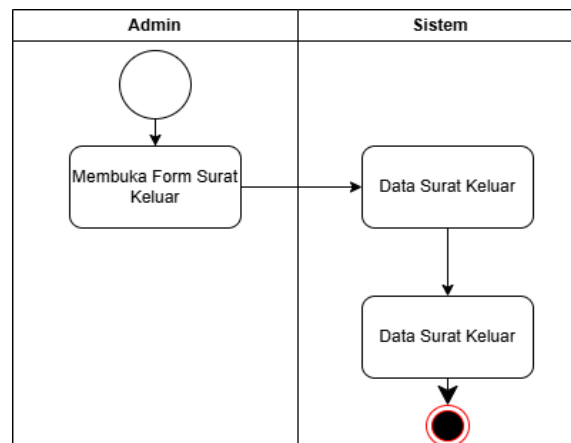 Admin
Sistem
Membuka Form Surat
Keluar
Data Surat Keluar
Data Surat Keluar